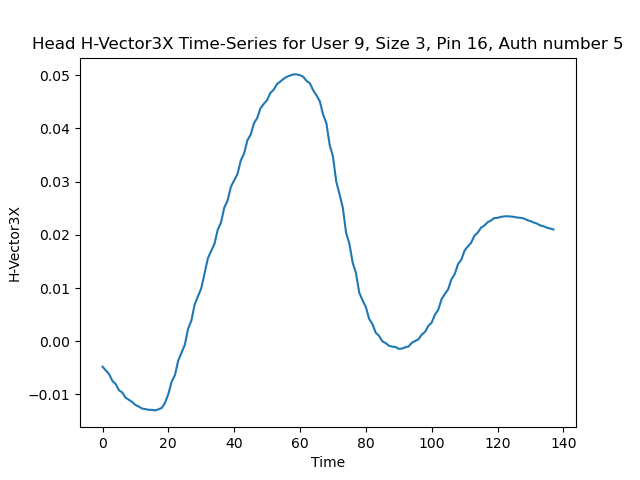 Head H-Vector3X Time-Series for User 9, Size 3, Pin 16, Auth number 5
0.05
0.04
0.03
0.02
0.01
0.00
−0.01
H-Vector3X
0 20 40 60 80 100 120 140
Time